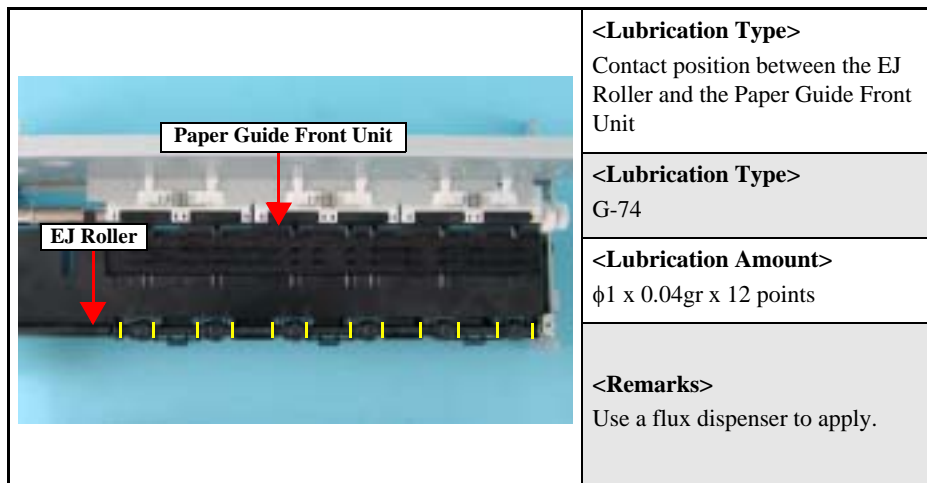 Paper Guide Front Unit
EJ Roller
<Lubrication Type>
Contact position between the EJ
Roller and the Paper Guide Front
Unit
<Lubrication Type>
G-74
<Lubrication Amount>
ϕ1 x 0.04gr x 12 points
<Remarks>
Use a flux dispenser to apply.